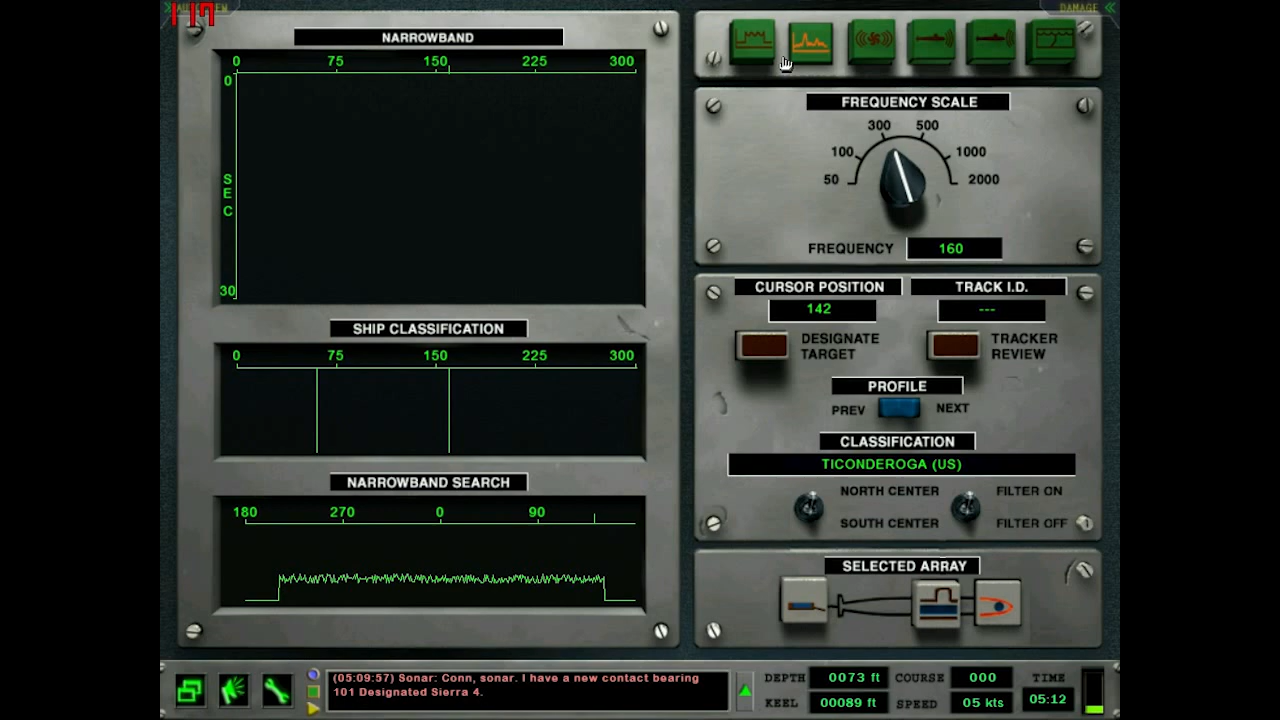 DAMAGE
NARROWBAND
0 75 150 225 300
0
SEC
30
SHIP CLASSIFICATION
0 75 150 225 300
NARROWBAND SEARCH
180 270 0 90
FREQUENCY SCALE
300 500
100 1000
50 2000
FREQUENCY 160
CURSOR POSITION TRACK I.D.
142 ---
DESIGNATE TARGET
TRACKER REVIEW
PROFILE
PREV NEXT
CLASSIFICATION
TICONDEROGA (US)
NORTH CENTER FILTER ON
SOUTH CENTER FILTER OFF
SELECTED ARRAY
(05:09:57) Sonar: Conn, sonar. I have a new contact bearing
101 Designated Sierra 4.
DEPTH 0073 ft COURSE 000 TIME
KEEL 00089 ft SPEED 05 kts 05:12